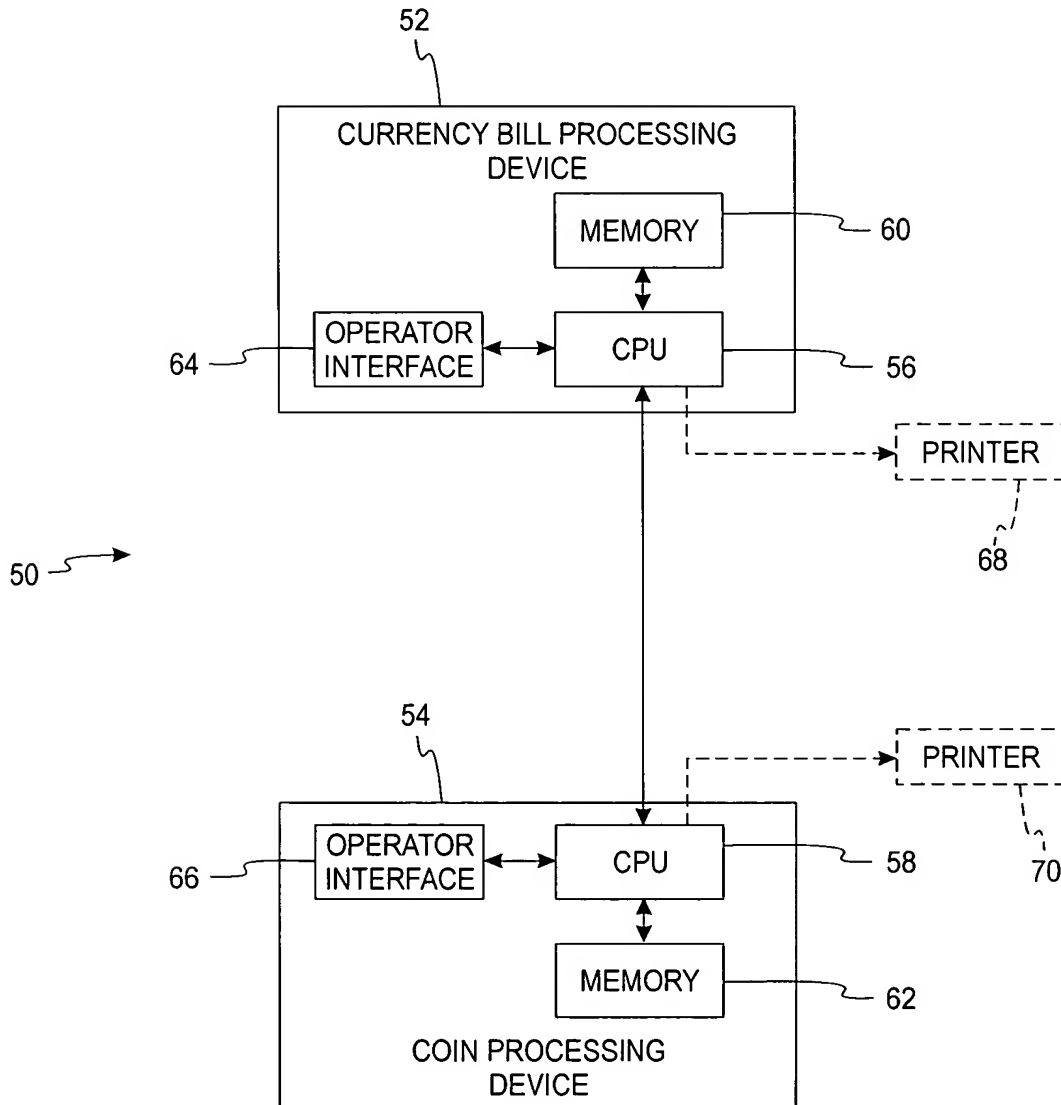 52
CURRENCY BILL PROCESSING
DEVICE
MEMORY
60
OPERATOR
INTERFACE
CPU
64
56
PRINTER
68
50
54
PRINTER
70
OPERATOR
INTERFACE
CPU
58
66
MEMORY
62
COIN PROCESSING
DEVICE